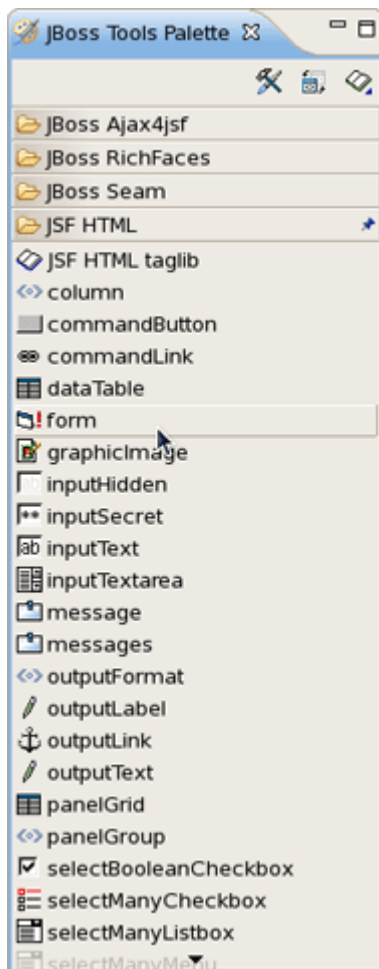 JBoss Tools Palette
JBoss Ajax4jsf
JBoss RichFaces
JBoss Seam
JSF HTML
JSF HTML taglib
column
commandButton
commandLink
dataTable
form
graphicImage
inputHidden
inputSecret
inputText
inputTextarea
message
messages
outputFormat
outputLabel
outputLink
outputText
panelGrid
panelGroup
selectBooleanCheckbox
selectManyCheckbox
selectManyListbox
selectManyMenu